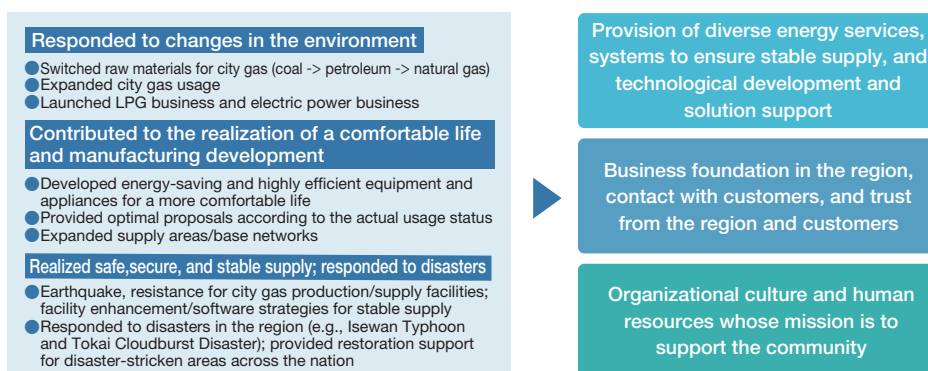 Responded to changes in the environment
●Switched raw materials for city gas (coal -> petroleum -> natural gas)
●Expanded city gas usage
●Launched LPG business and electric power business
Contributed to the realization of a comfortable life
and manufacturing development
●Developed energy-saving and highly efficient equipment and
appliances for a more comfortable life
●Provided optimal proposals according to the actual usage status
●Expanded supply areas/base networks
Realized safe,secure, and stable supply; responded to disasters
●Earthquake, resistance for city gas production/supply facilities;
facility enhancement/software strategies for stable supply
●Responded to disasters in the region (e.g., Isewan Typhoon
and Tokai Cloudburst Disaster); provided restoration support
for disaster-stricken areas across the nation
Provision of diverse energy services,
systems to ensure stable supply, and
technological development and
solution support
Business foundation in the region,
contact with customers, and trust
from the region and customers
Organizational culture and human
resources whose mission is to
support the community